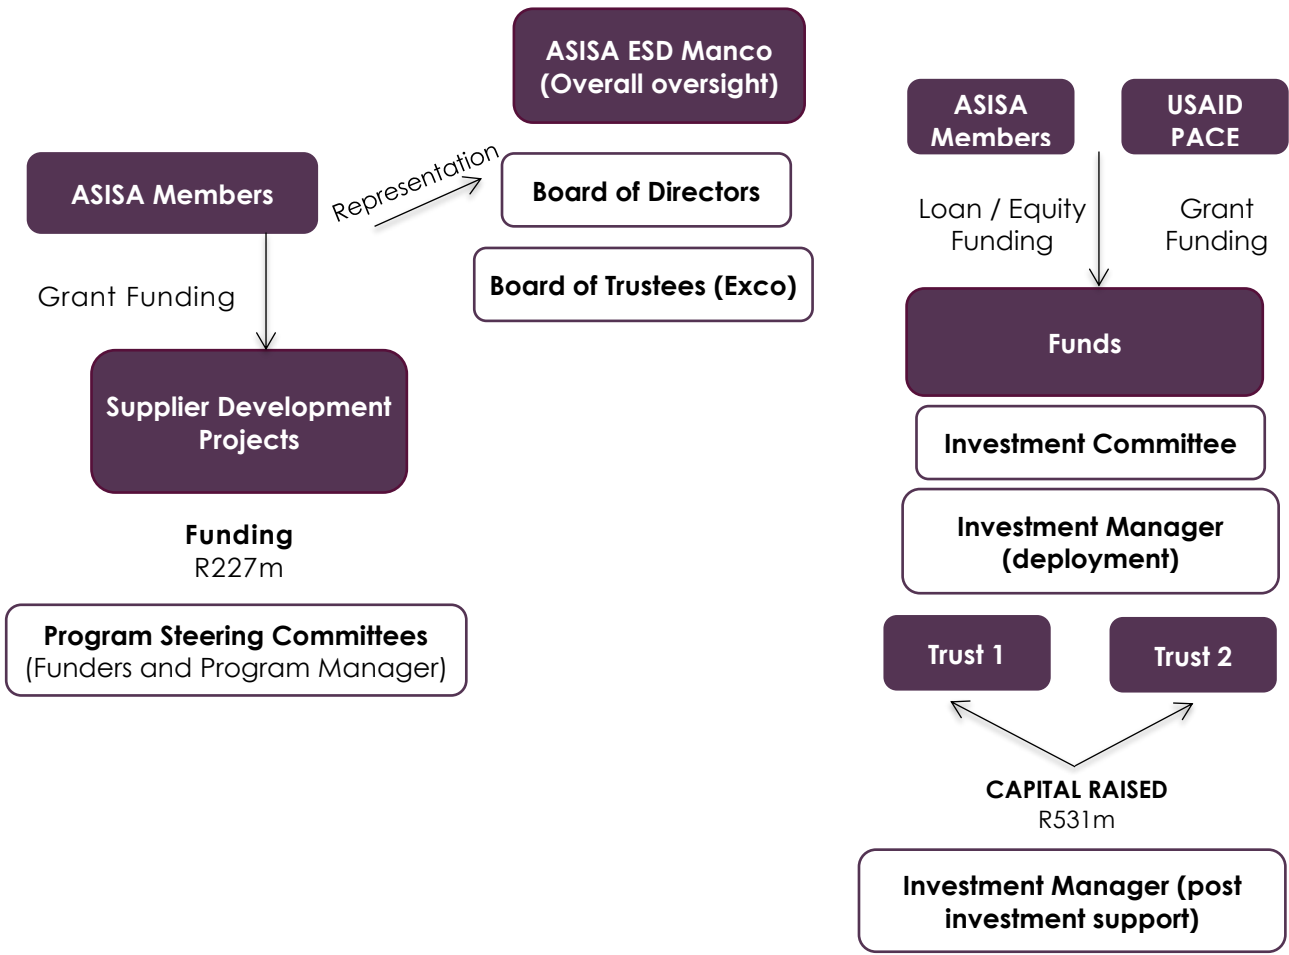 ASISA ESD Manco
(Overall oversight)
ASISA
Members
USAID
PACE
ASISA Members
Representation
Board of Directors
Loan / Equity
Funding
Grant
Funding
Grant Funding
Board of Trustees (Exco)
Funds
Supplier Development
Projects
Investment Committee
Funding
R227m
Investment Manager
(deployment)
Program Steering Committees
(Funders and Program Manager)
Trust 1
Trust 2
CAPITAL RAISED
R531m
Investment Manager (post
investment support)